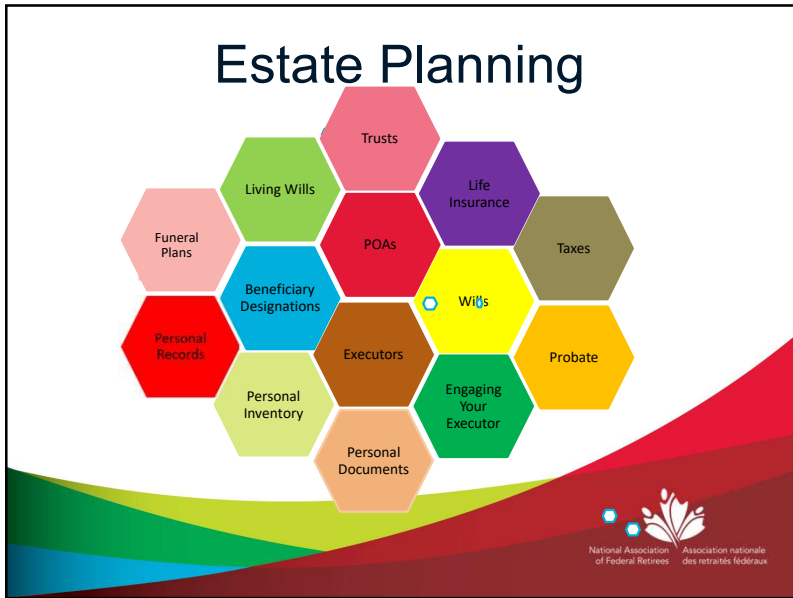 Estate Planning
Trusts
Living Wills
Life
Insurance
Funeral
Plans
POAs
Taxes
Beneficiary
Designations
Wills
Personal
Records
Executors
Probate
Personal
Inventory
Engaging
Your
Executor
Personal
Documents
National Association
of Federal Retirees
Association nationale
des retraités fédéraux